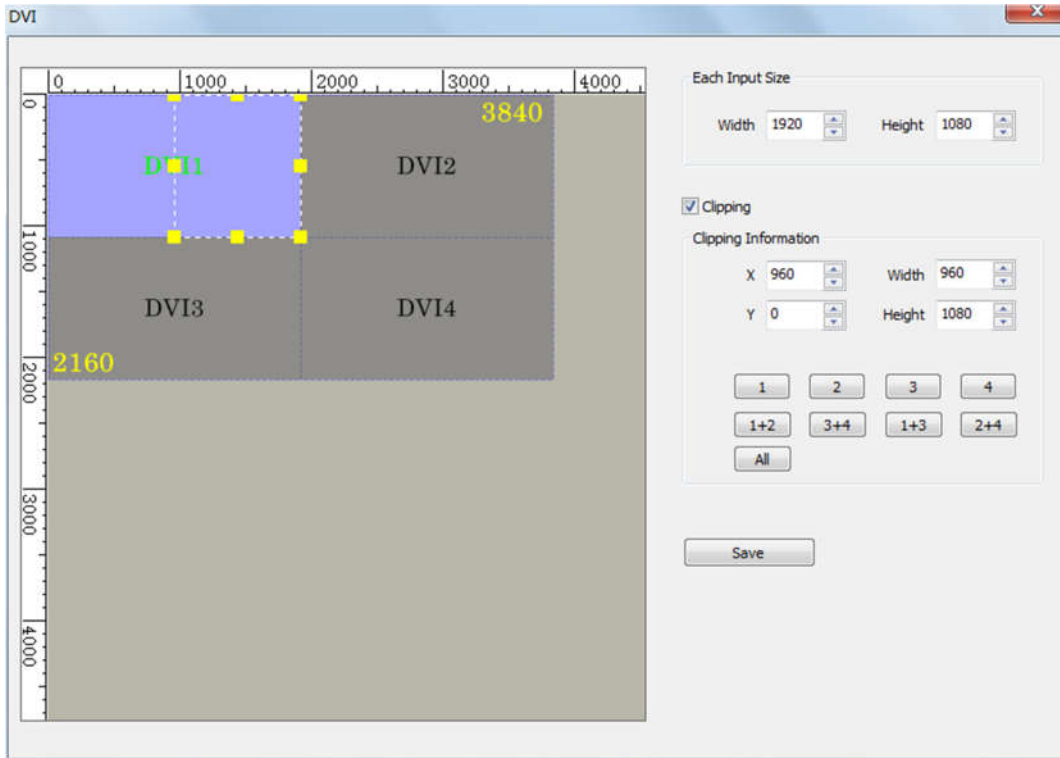 DVI
0 1000 2000 3000 4000
0
1000
2000
3000
4000
3840
DVI1
DVI2
DVI3
DVI4
2160
Each Input Size
Width 1920 Height 1080
Clipping
Clipping Information
X 960 Width 960
Y 0 Height 1080
1 2 3 4
1+2 3+4 1+3 2+4
All
Save